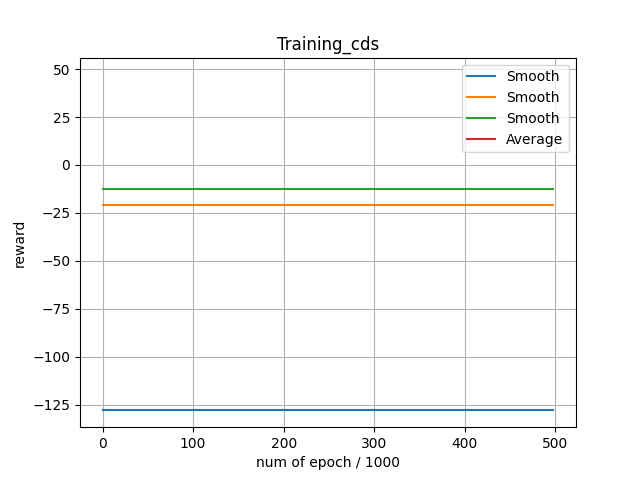 Training_cds
Smooth
Smooth
Smooth
Average
50
25
0
−25
−50
−75
−100
−125
reward
0 100 200 300 400 500
num of epoch / 1000